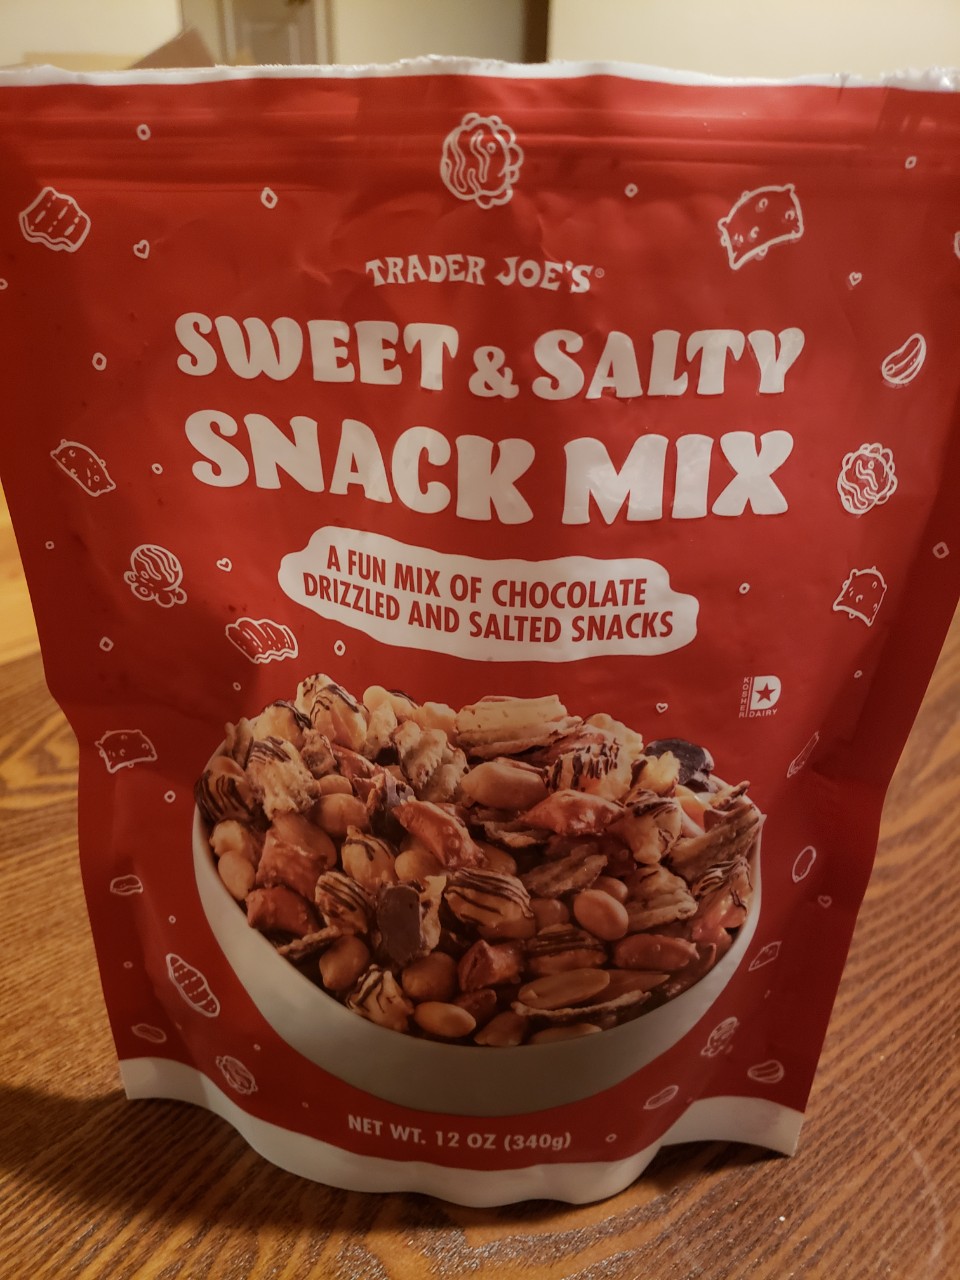 TRADER JOE'S®
SWEET & SALTY
SNACK MIX
A FUN MIX OF CHOCOLATE
DRIZZLED AND SALTED SNACKS
KOSHER
D
DAIRY
NET WT. 12 OZ (340g)